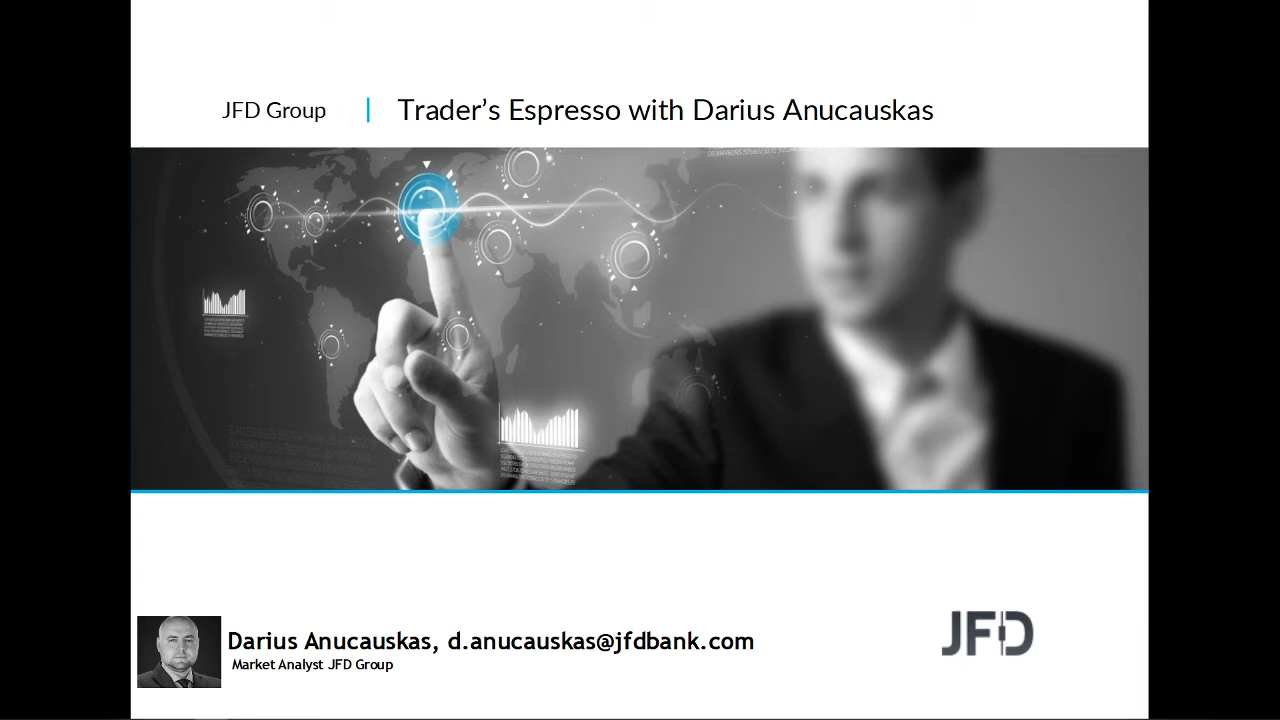 JFD Group | Trader’s Espresso with Darius Anucauskas
Darius Anucauskas, d.anucauskas@jfdbank.com
Market Analyst JFD Group
JFD